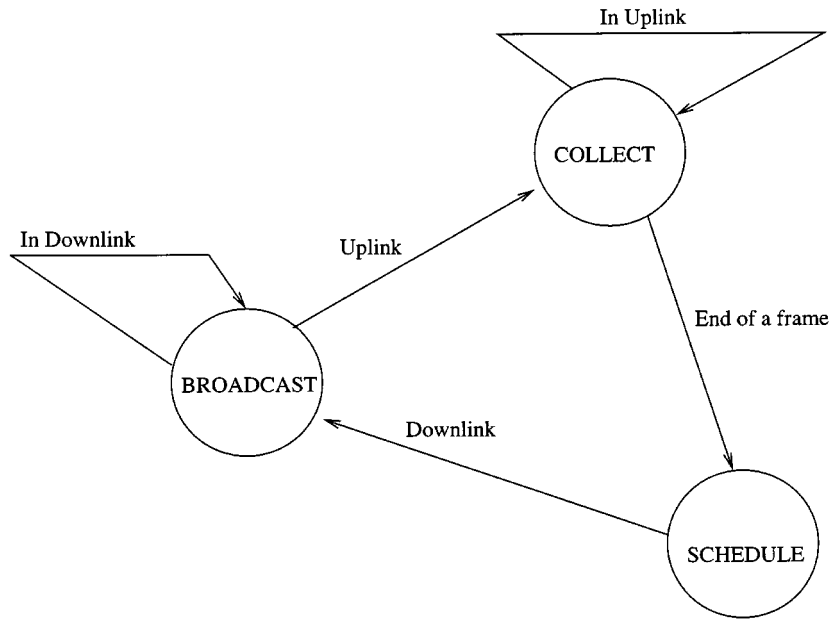 In Uplink
COLLECT
In Downlink
Uplink
End of a frame
BROADCAST
Downlink
SCHEDULE